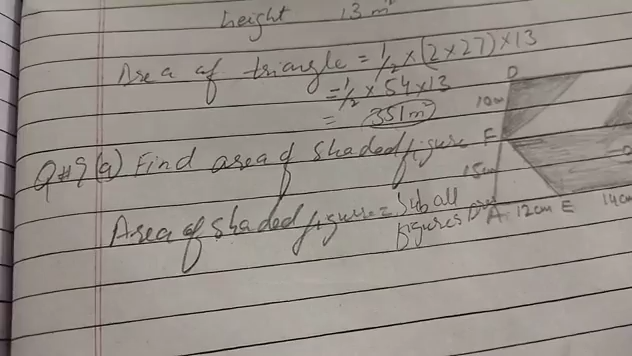 height 13 m
Area of triangle = 1/2 × (2 × 27) × 13
= 1/2 × 54 × 13
= 351 m²
Q#9 (a) Find area of shaded figure
Area of shaded figure = Sub all
figures
D
10cm
F
15cm
A 12cm E 14cm